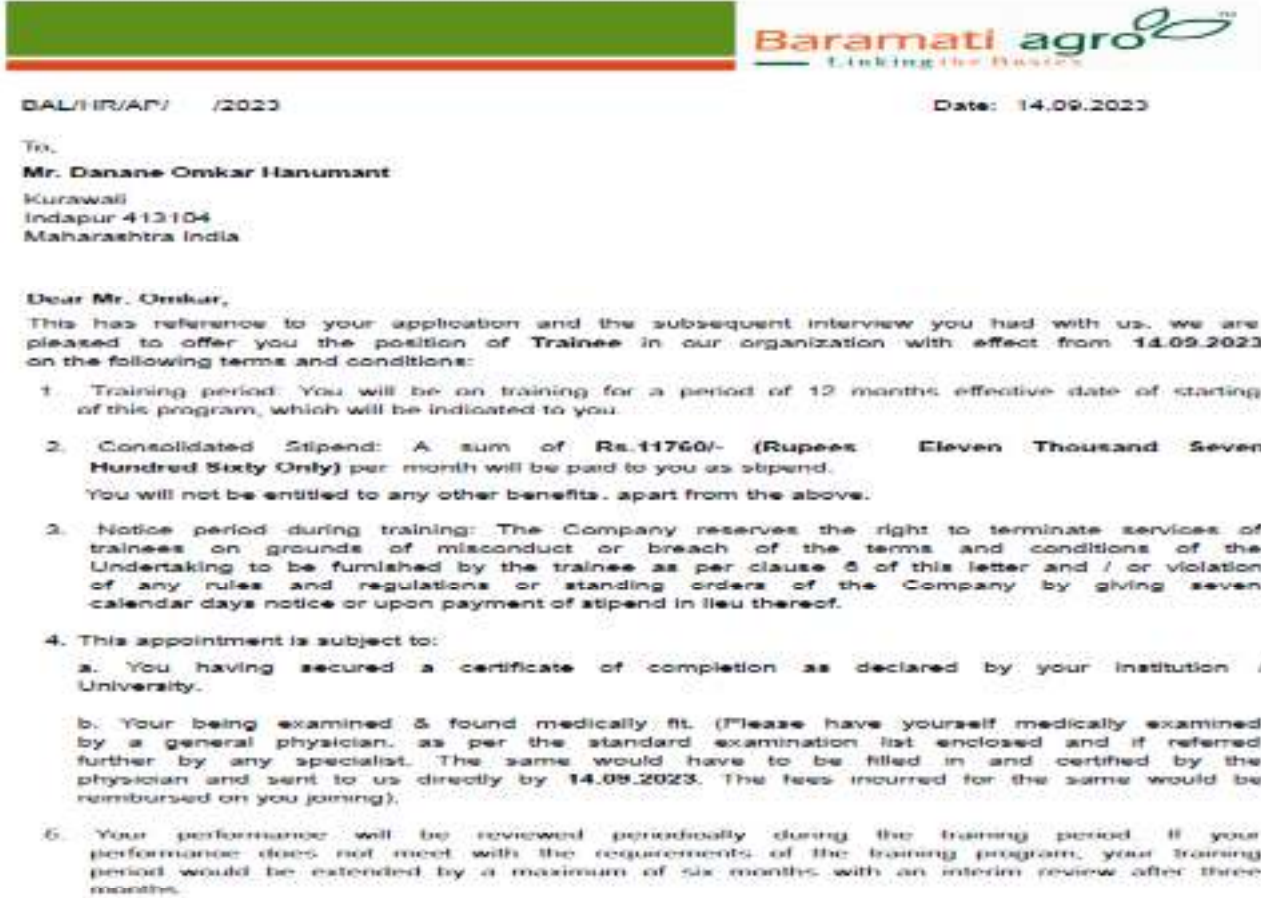 Baramati agro TM
Linking the Basics
BAL/HR/AP/ /2023 Date: 14.09.2023
To,
Mr. Danane Omkar Hanumant
Kurawali
Indapur 413104
Maharashtra India
Dear Mr. Omkar,
This has reference to your application and the subsequent interview you had with us. we are
pleased to offer you the position of Trainee in our organization with effect from 14.09.2023
on the following terms and conditions:
1. Training period: You will be on training for a period of 12 months effective date of starting
of this program, which will be indicated to you.
2. Consolidated Stipend: A sum of Rs.11760/- (Rupees Eleven Thousand Seven
Hundred Sixty Only) per month will be paid to you as stipend.
You will not be entitled to any other benefits. apart from the above.
3. Notice period during training: The Company reserves the right to terminate services of
trainees on grounds of misconduct or breach of the terms and conditions of the
Undertaking to be furnished by the trainee as per clause 6 of this letter and / or violation
of any rules and regulations or standing orders of the Company by giving seven
calendar days notice or upon payment of stipend in lieu thereof.
4. This appointment is subject to:
a. You having secured a certificate of completion as declared by your Institution /
University.
b. Your being examined & found medically fit. (Please have yourself medically examined
by a general physician. as per the standard examination list enclosed and if referred
further by any specialist. The same would have to be filled in and certified by the
physician and sent to us directly by 14.09.2023. The fees incurred for the same would be
reimbursed on you joining).
5. Your performance will be reviewed periodically during the training period. If your
performance does not meet with the requirements of the training program, your training
period would be extended by a maximum of six months with an interim review after three
months.